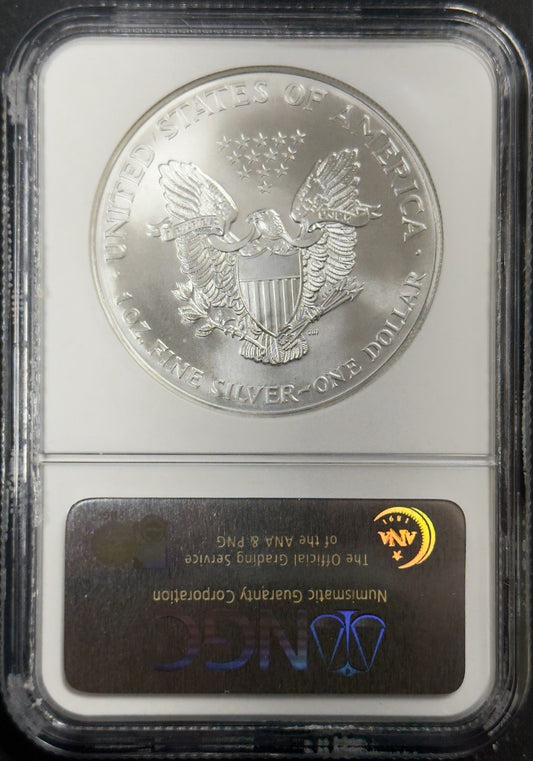 UNITED STATES OF AMERICA
1 OZ. FINE SILVER~ONE DOLLAR
NGC
Numismatic Guaranty Corporation
The Official Grading Service
of the ANA & PNG
ANA
1891